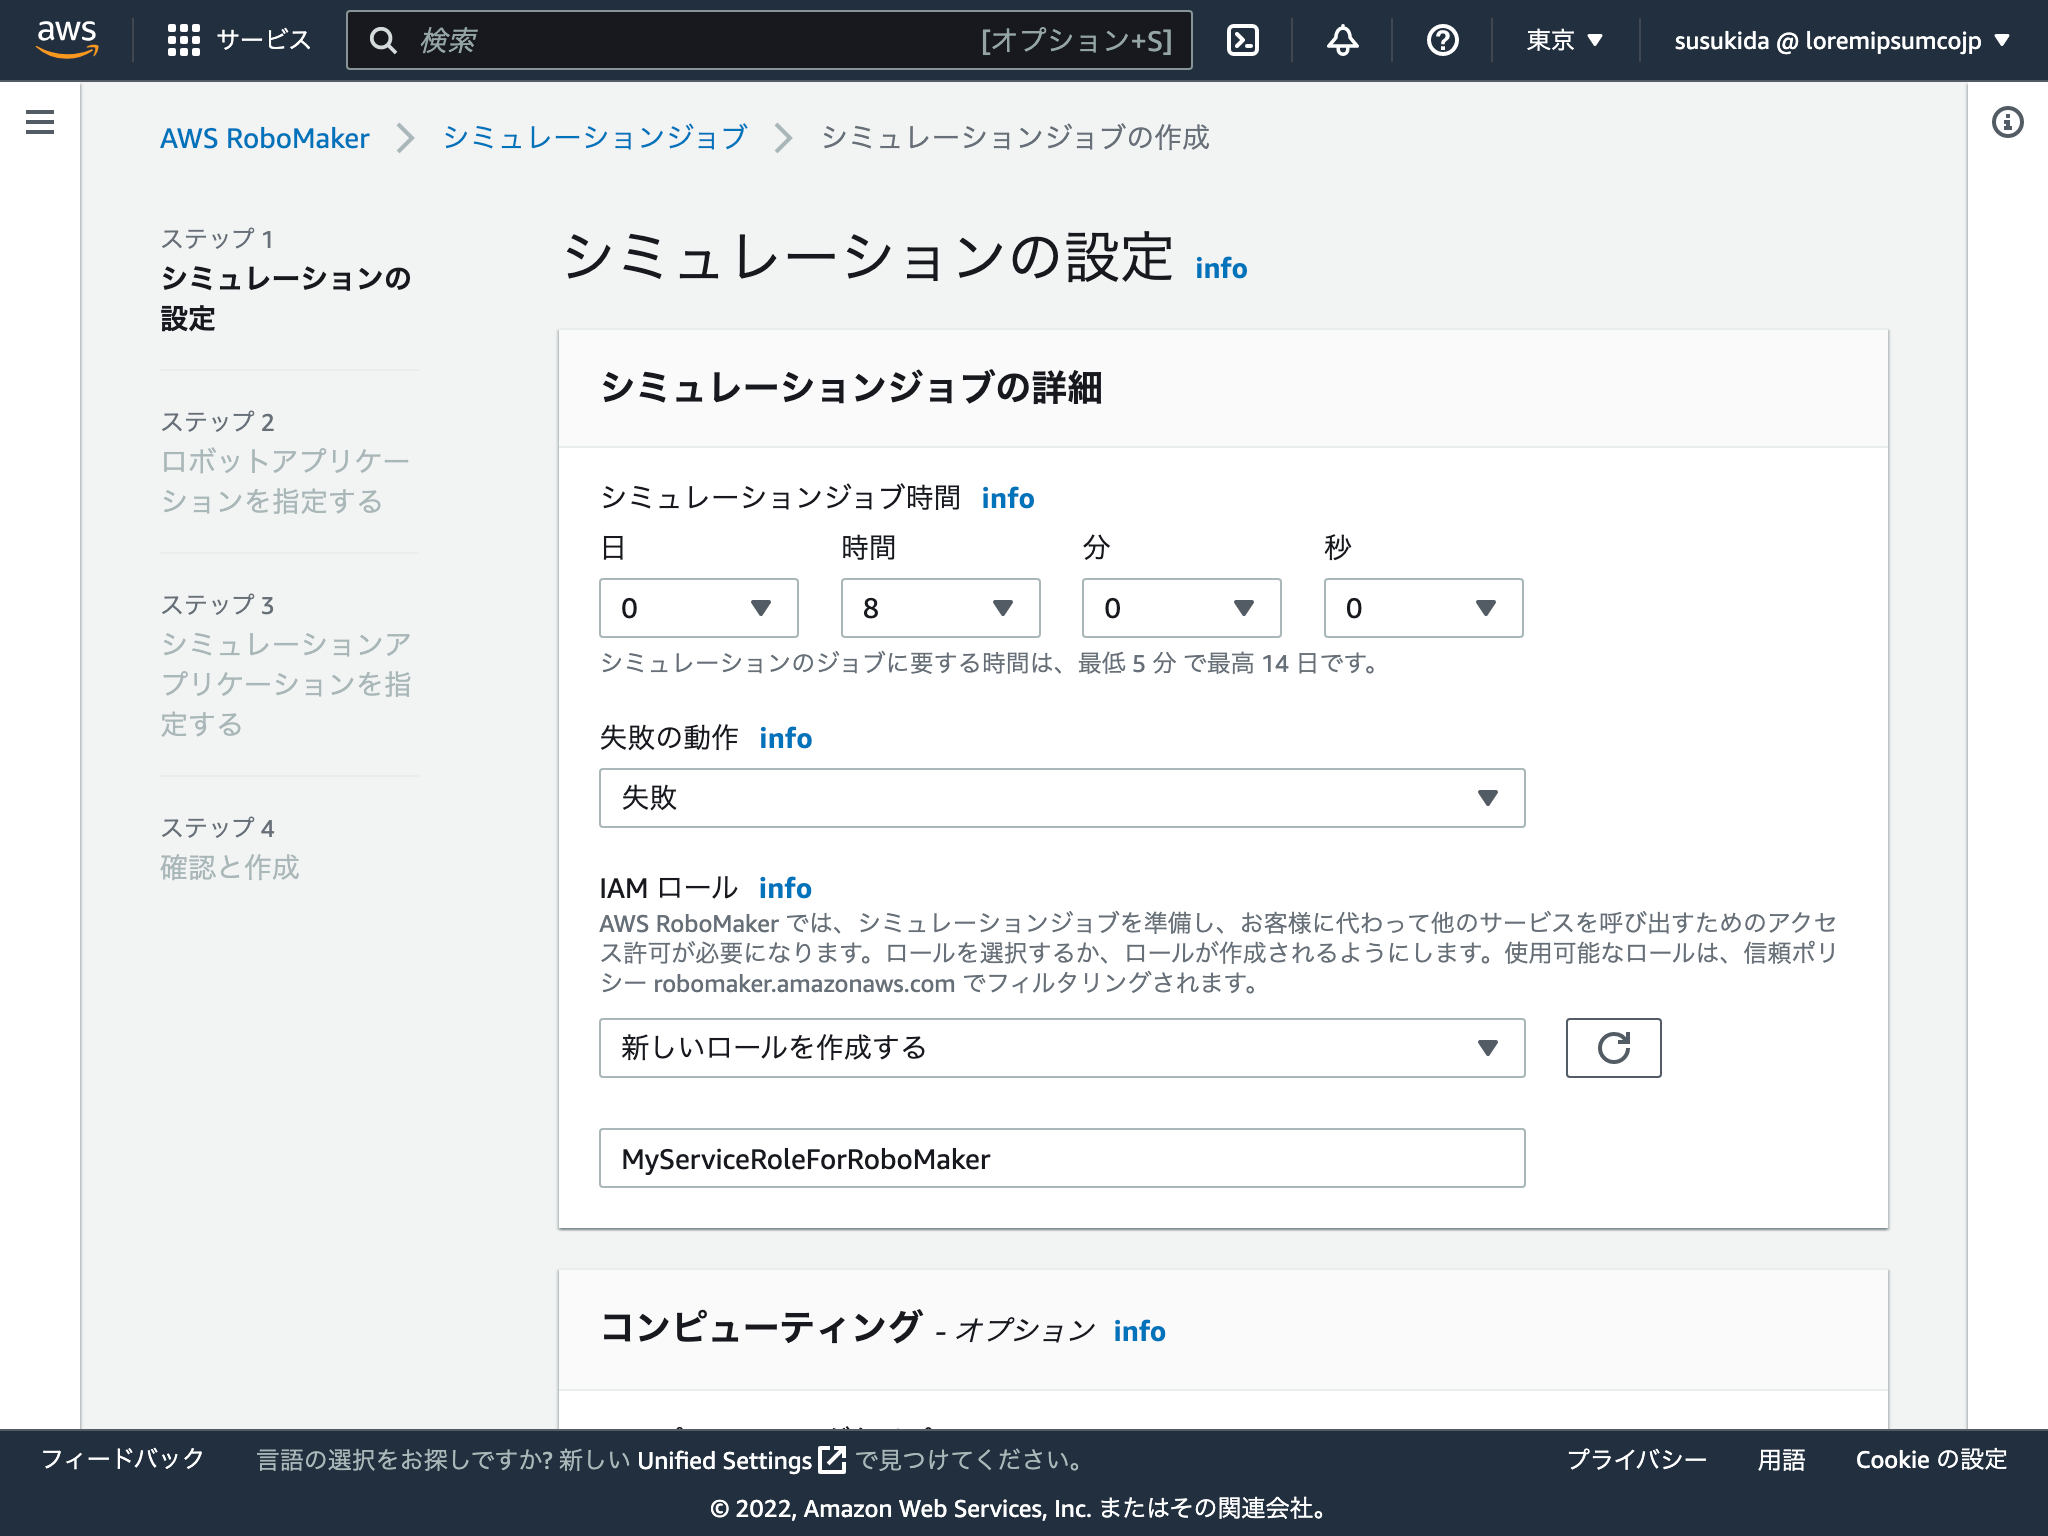 aws
サービス
検索
[オプション+S]
東京
susukida @ loremipsumcojp
AWS RoboMaker
シミュレーションジョブ
シミュレーションジョブの作成
ステップ 1
シミュレーションの
設定
ステップ 2
ロボットアプリケー
ションを指定する
ステップ 3
シミュレーションア
プリケーションを指
定する
ステップ 4
確認と作成
シミュレーションの設定 info
シミュレーションジョブの詳細
シミュレーションジョブ時間 info
日 時間 分 秒
0 8 0 0
シミュレーションのジョブに要する時間は、最低 5 分 で最高 14 日です。
失敗の動作 info
失敗
IAM ロール info
AWS RoboMaker では、シミュレーションジョブを準備し、お客様に代わって他のサービスを呼び出すためのアクセ
ス許可が必要になります。ロールを選択するか、ロールが作成されるようにします。使用可能なロールは、信頼ポリ
シー robomaker.amazonaws.com でフィルタリングされます。
新しいロールを作成する
MyServiceRoleForRoboMaker
コンピューティング - オプション info
フィードバック
言語の選択をお探しですか? 新しい Unified Settings で見つけてください。
プライバシー
用語
Cookie の設定
© 2022, Amazon Web Services, Inc. またはその関連会社。